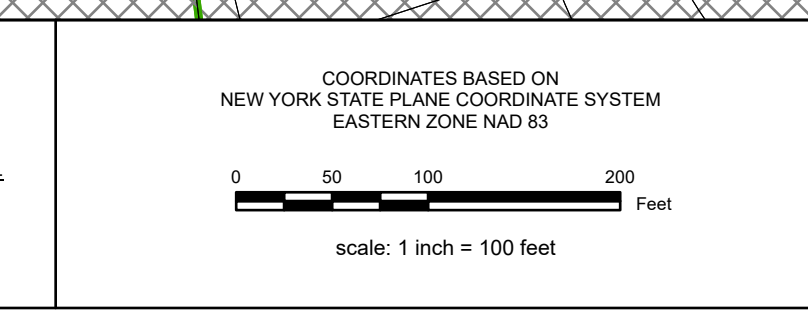 COORDINATES BASED ON
NEW YORK STATE PLANE COORDINATE SYSTEM
EASTERN ZONE NAD 83
0 50 100 200
Feet
scale: 1 inch = 100 feet